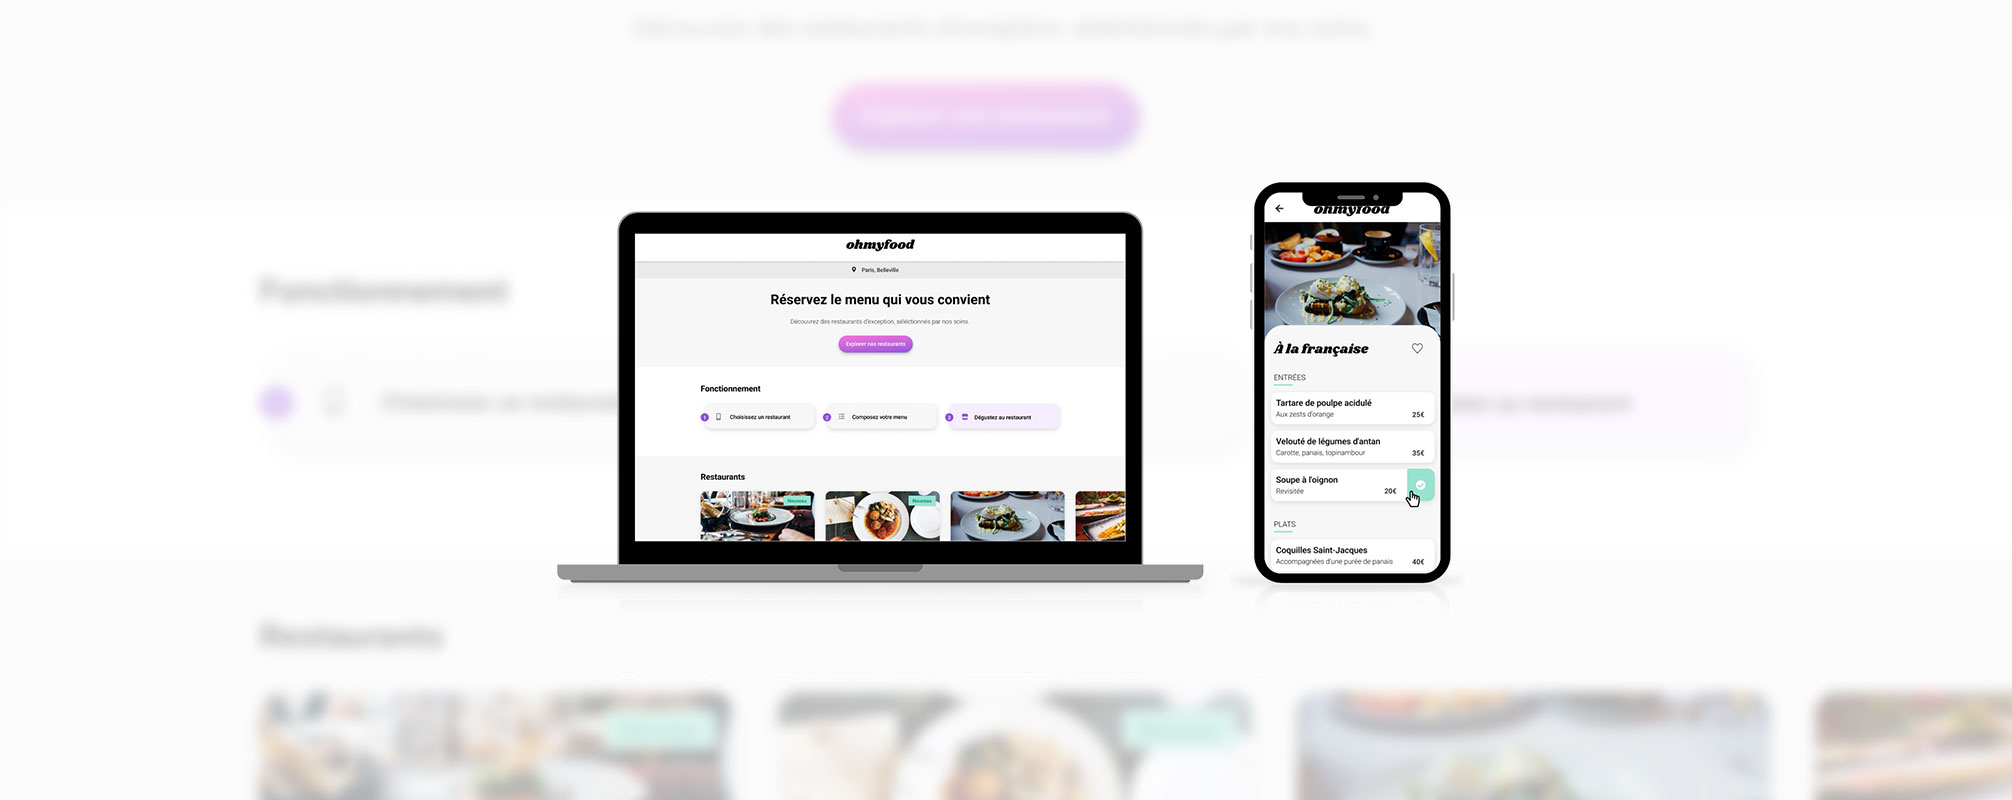 ohmyfood
Paris, Belleville
Réservez le menu qui vous convient
Découvrez des restaurants d'exception, séléctionnés par nos soins.
Explorer nos restaurants
Fonctionnement
1 Choisissez un restaurant
2 Composez votre menu
3 Dégustez au restaurant
Restaurants
Nouveau
Nouveau
ohmyfood
À la française
ENTRÉES
Tartare de poulpe acidulé
Aux zests d'orange 25€
Velouté de légumes d'antan
Carotte, panais, topinambour 35€
Soupe à l'oignon
Revisitée 20€
PLATS
Coquilles Saint-Jacques
Accompagnées d'une purée de panais 40€
Fonctionnement
Restaurants